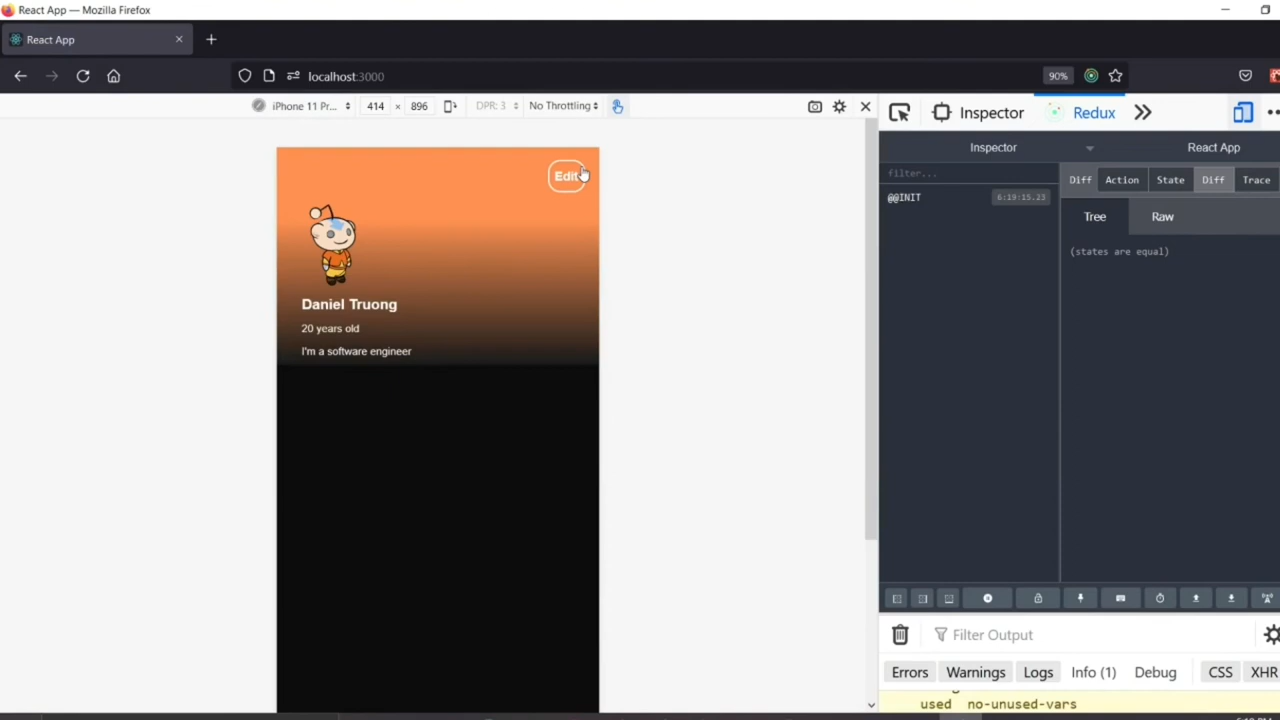 React App — Mozilla Firefox
React App
localhost:3000
90%
iPhone 11 Pr... 414 × 896 DPR: 3 No Throttling
Inspector Redux
Inspector React App
filter...
Diff Action State Diff Trace
@@INIT 6:19:15.23
Tree Raw
(states are equal)
Edit
Daniel Truong
20 years old
I'm a software engineer
Filter Output
Errors Warnings Logs Info (1) Debug CSS XHR
used no-unused-vars